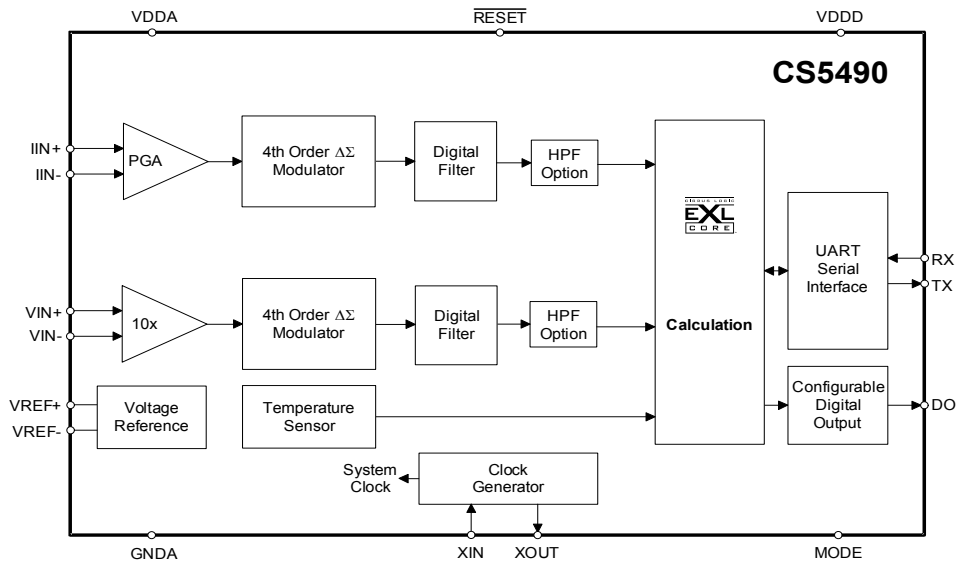 VDDA
RESET
VDDD
CS5490
IIN+
IIN-
PGA
4th Order ΔΣ
Modulator
Digital
Filter
HPF
Option
CIRRUS LOGIC
EXL
CORE
UART
Serial
Interface
RX
TX
VIN+
VIN-
10x
4th Order ΔΣ
Modulator
Digital
Filter
HPF
Option
Calculation
VREF+
VREF-
Voltage
Reference
Temperature
Sensor
Configurable
Digital
Output
DO
System
Clock
Clock
Generator
GNDA
XIN
XOUT
MODE